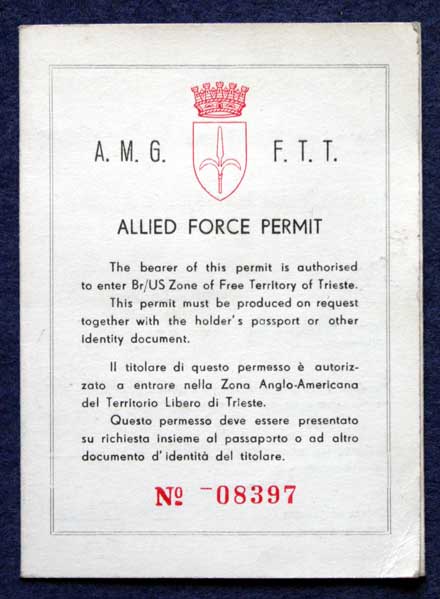 A. M. G. F. T. T.
ALLIED FORCE PERMIT
The bearer of this permit is authorised
to enter Br/US Zone of Free Territory of Trieste.
This permit must be produced on request
together with the holder's passport or other
identity document.
Il titolare di questo permesso è autoriz-
zato a entrare nella Zona Anglo-Americana
del Territorio Libero di Trieste.
Questo permesso deve essere presentato
su richiesta insieme al passaporto o ad altro
documento d'identità del titolare.
No 08397